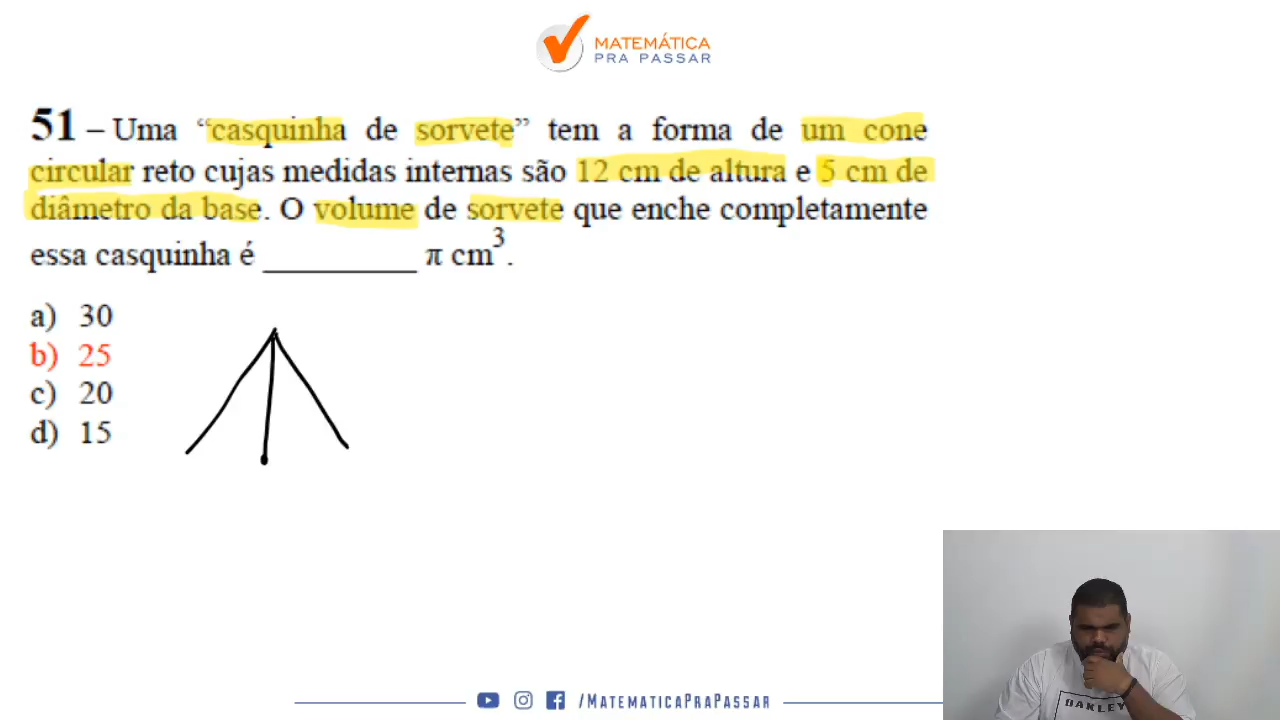 MATEMÁTICA
PRA PASSAR
51 – Uma “casquinha de sorvete” tem a forma de um cone
circular reto cujas medidas internas são 12 cm de altura e 5 cm de
diâmetro da base. O volume de sorvete que enche completamente
essa casquinha é __________ π cm³.
a) 30
b) 25
c) 20
d) 15
OAKLEY
/MATEMATICAPRAPASSAR